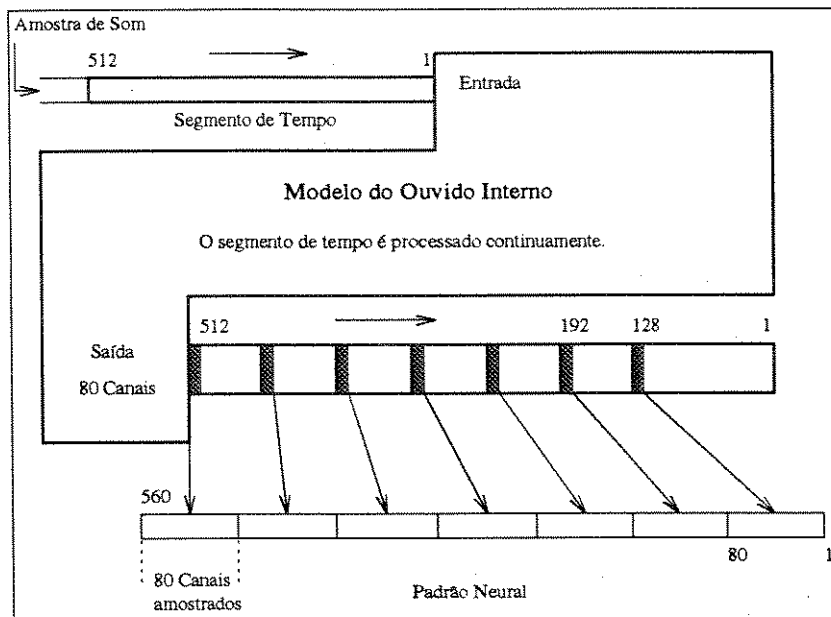 Amostra de Som
512
1
Entrada
Segmento de Tempo
Modelo do Ouvido Interno
O segmento de tempo é processado continuamente.
512
192
128
1
Saída
80 Canais
560
80
1
80 Canais
amostrados
Padrão Neural